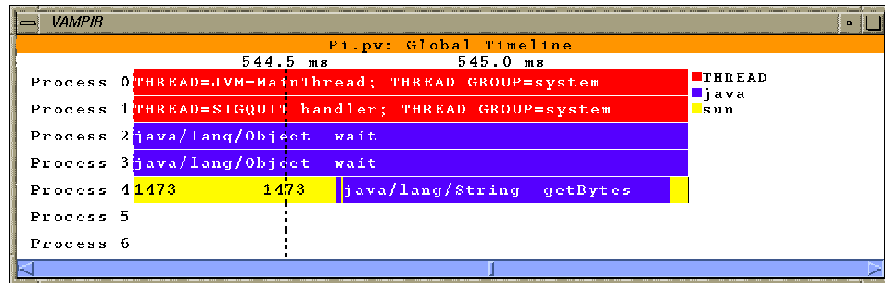 VAMPIR
Pi.pv: Global Timeline
544.5 ms 545.0 ms
Process 0 THREAD=JVM-MainThread; THREAD GROUP=system
THREAD
java
sun
Process 1 THREAD=SIGQUIT handler; THREAD GROUP=system
Process 2 java/lang/Object wait
Process 3 java/lang/Object wait
Process 4 1473 1473 java/lang/String getBytes
Process 5
Process 6